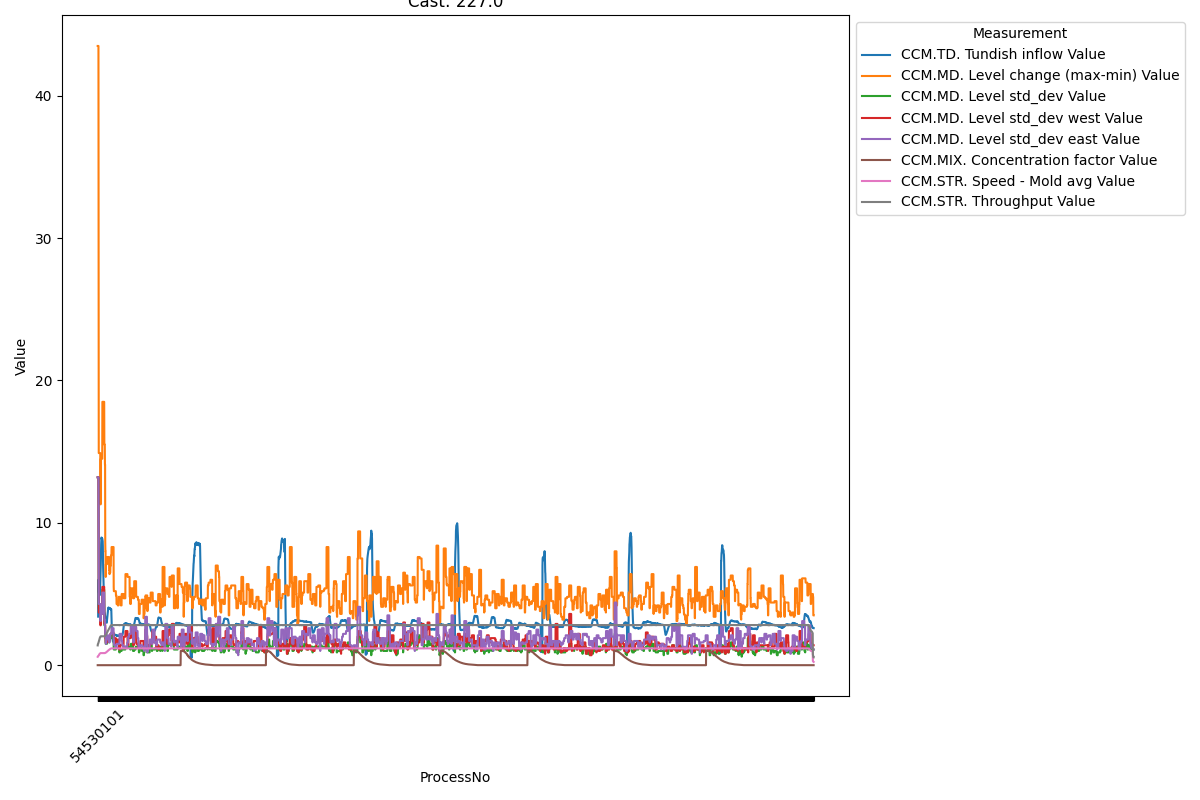 Cast: 227.0
Measurement
CCM.TD. Tundish inflow Value
CCM.MD. Level change (max-min) Value
CCM.MD. Level std_dev Value
CCM.MD. Level std_dev west Value
CCM.MD. Level std_dev east Value
CCM.MIX. Concentration factor Value
CCM.STR. Speed - Mold avg Value
CCM.STR. Throughput Value
Value
40
30
20
10
0
54530101
ProcessNo